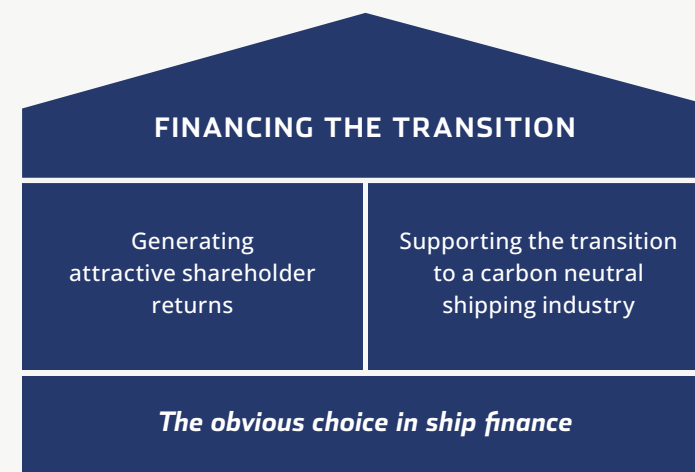 FINANCING THE TRANSITION
Generating
attractive shareholder
returns
Supporting the transition
to a carbon neutral
shipping industry
The obvious choice in ship finance